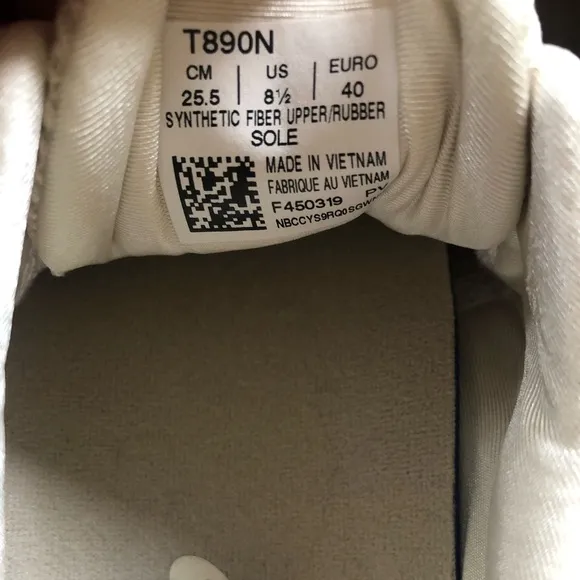 T890N
CM | US | EURO
25.5 | 8½ | 40
SYNTHETIC FIBER UPPER/RUBBER
SOLE
MADE IN VIETNAM
FABRIQUE AU VIETNAM
F450319